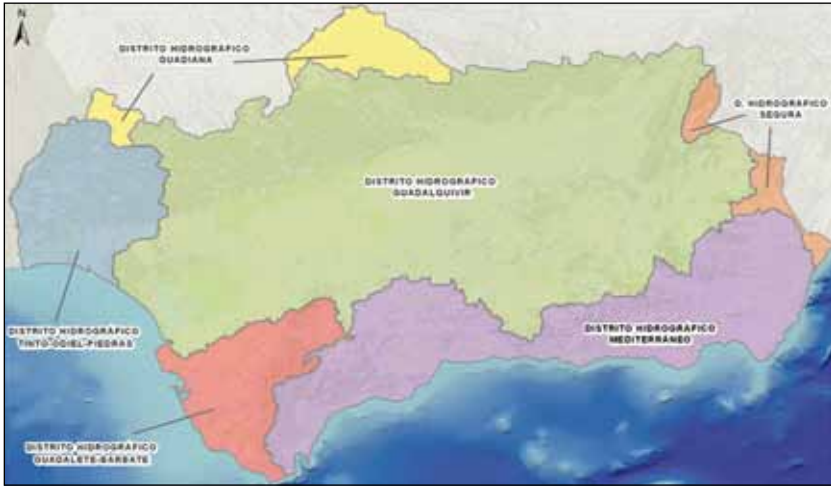 N
DISTRITO HIDROGRÁFICO
GUADIANA
D. HIDROGRÁFICO
SEGURA
DISTRITO HIDROGRÁFICO
GUADALQUIVIR
DISTRITO HIDROGRÁFICO
TINTO-ODIEL-PIEDRAS
DISTRITO HIDROGRÁFICO
MEDITERRÁNEO
DISTRITO HIDROGRÁFICO
GUADALETE-BARBATE